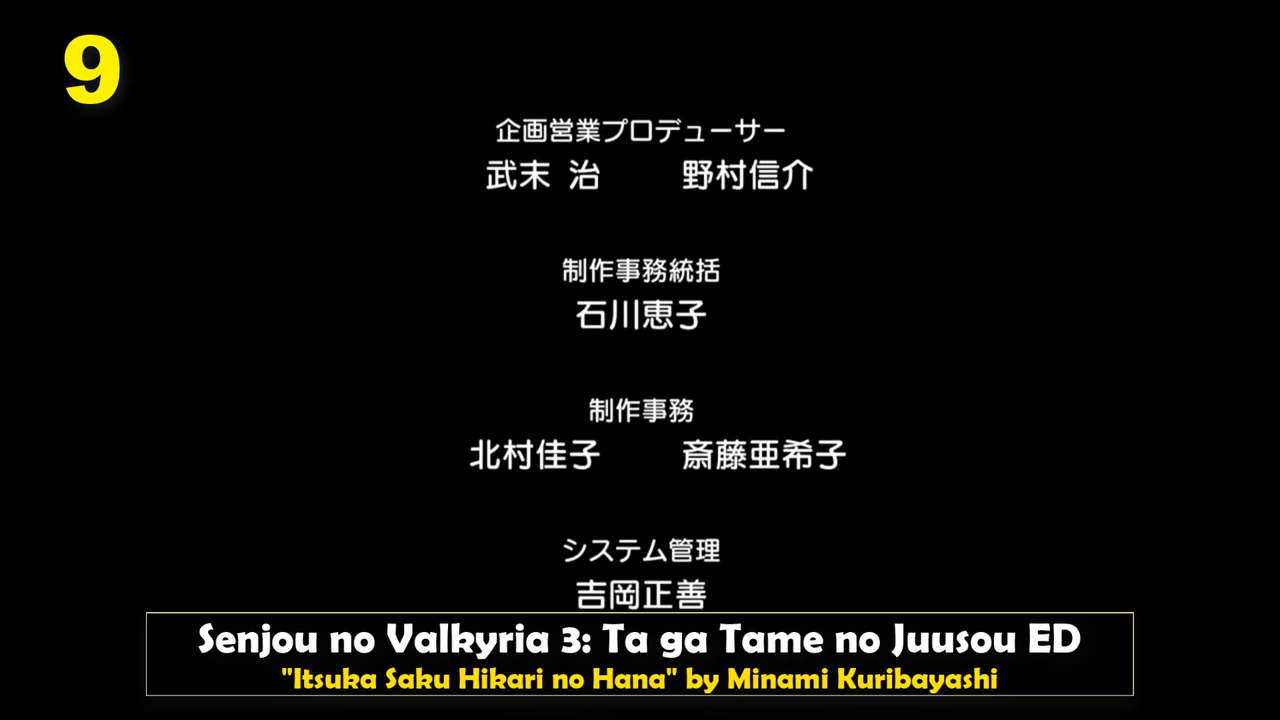 9
企画営業プロデューサー
武末 治 野村信介
制作事務統括
石川恵子
制作事務
北村佳子 斎藤亜希子
システム管理
吉岡正善
Senjou no Valkyria 3: Ta ga Tame no Juusou ED
"Itsuka Saku Hikari no Hana" by Minami Kuribayashi